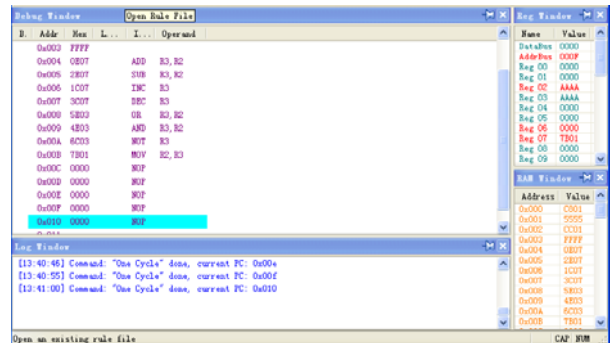 Debug Window
Open Rule File
D. Addr Hex L... I... Operand
0x003 FFFF
0x004 0E07 ADD R3,R2
0x005 2E07 SUB R3,R2
0x006 1C07 INC R3
0x007 3C07 DEC R3
0x008 5E03 OR R3,R2
0x009 4E03 AND R3,R2
0x00A 6C03 NOT R3
0x00B 7B01 MOV R2,R3
0x00C 0000 NOP
0x00D 0000 NOP
0x00E 0000 NOP
0x00F 0000 NOP
0x010 0000 NOP
Log Window
[13:40:46] Command: "One Cycle" done, current PC: 0x00e
[13:40:55] Command: "One Cycle" done, current PC: 0x00f
[13:41:00] Command: "One Cycle" done, current PC: 0x010
Open an existing rule file
Reg Window
Name Value
DataBus 0000
AddrBus 000F
Reg 00 0000
Reg 01 0000
Reg 02 AAAA
Reg 03 AAAA
Reg 04 0000
Reg 05 0000
Reg 06 0000
Reg 07 7B01
Reg 08 0000
Reg 09 0000
RAM Window
Address Value
0x000 CB01
0x001 5555
0x002 CC01
0x003 FFFF
0x004 0E07
0x005 2E07
0x006 1C07
0x007 3C07
0x008 5E03
0x009 4E03
0x00A 6C03
0x00B 7B01
CAP NUM